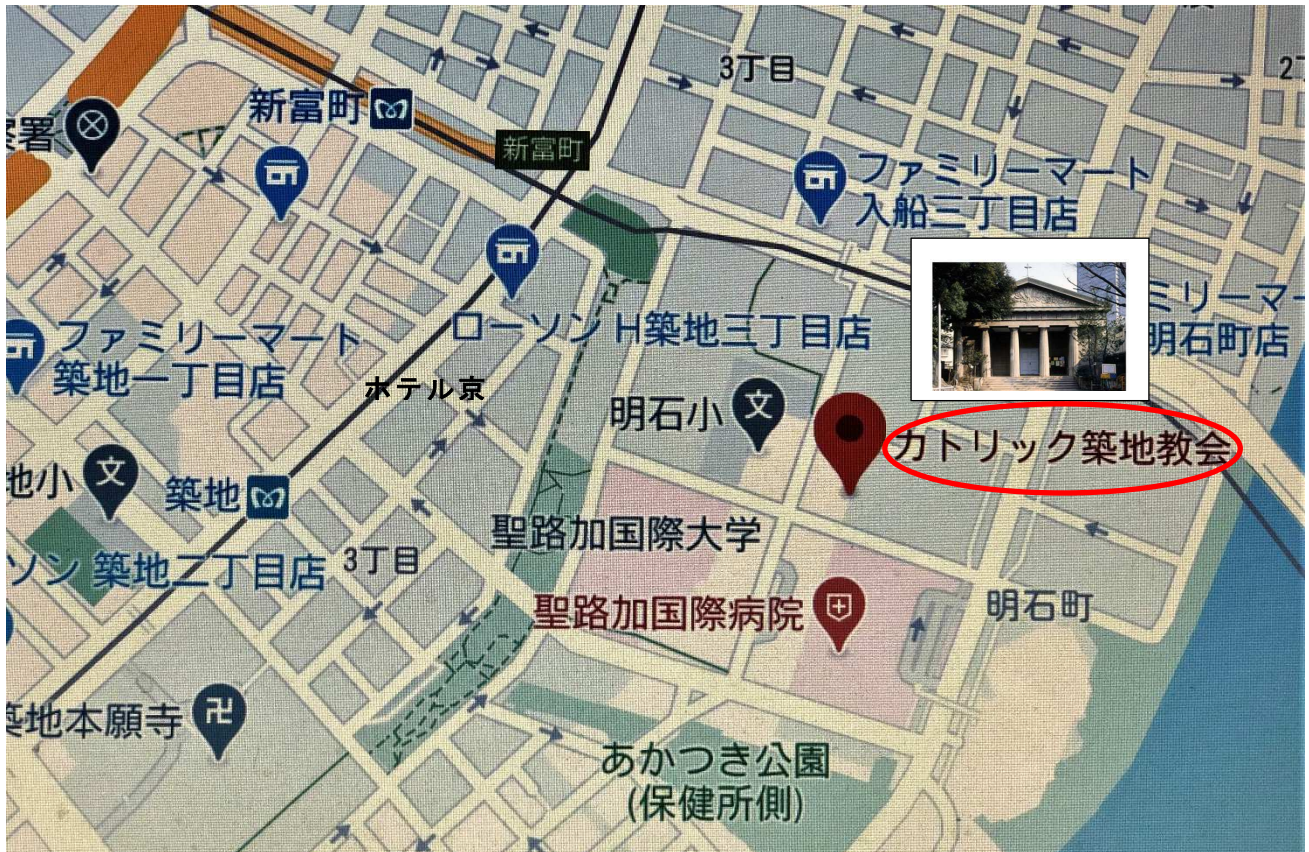 3丁目
新富町
署
新富町
ファミリーマート
入船三丁目店
ミリーマー
明石町店
ローソン H築地三丁目店
ファミリーマート
築地一丁目店
ホテル京
明石小
文
カトリック築地教会
地小
文
築地
聖路加国際大学
3丁目
ソン 築地二丁目店
聖路加国際病院
明石町
築地本願寺
卍
あかつき公園
(保健所側)